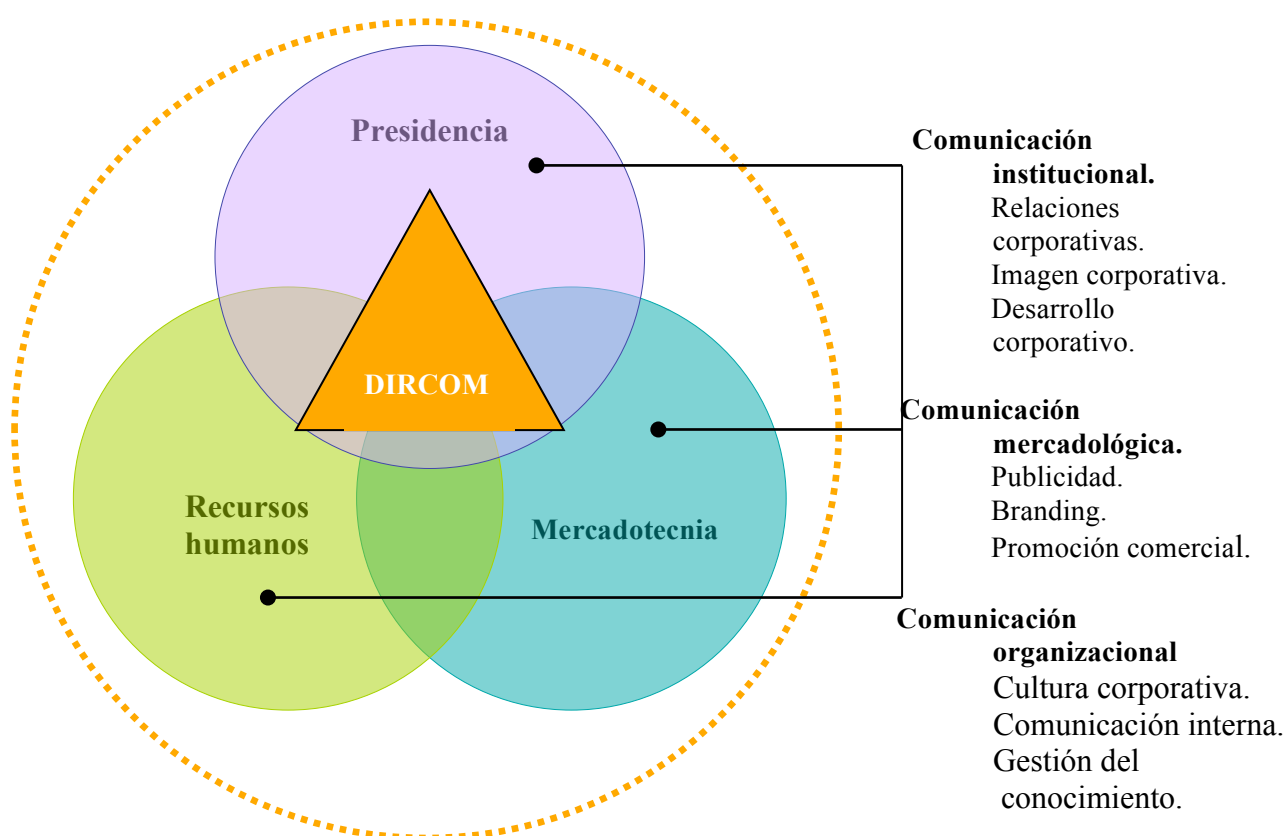 Presidencia
DIRCOM
Recursos
humanos
Mercadotecnia
Comunicación
institucional.
Relaciones
corporativas.
Imagen corporativa.
Desarrollo
corporativo.
Comunicación
mercadológica.
Publicidad.
Branding.
Promoción comercial.
Comunicación
organizacional
Cultura corporativa.
Comunicación interna.
Gestión del
conocimiento.